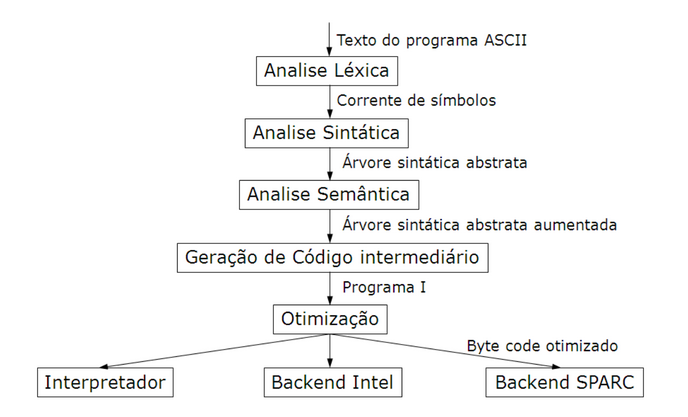 Texto do programa ASCII
Analise Léxica
Corrente de símbolos
Analise Sintática
Árvore sintática abstrata
Analise Semântica
Árvore sintática abstrata aumentada
Geração de Código intermediário
Programa I
Otimização
Byte code otimizado
Interpretador
Backend Intel
Backend SPARC